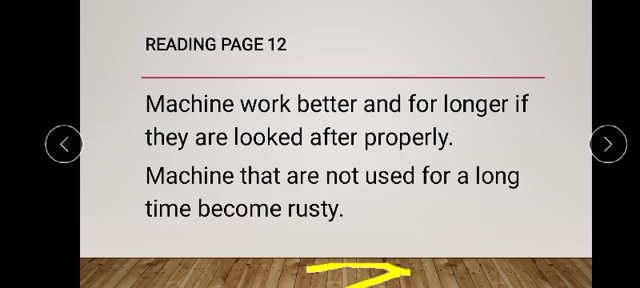 READING PAGE 12
Machine work better and for longer if
they are looked after properly.
Machine that are not used for a long
time become rusty.